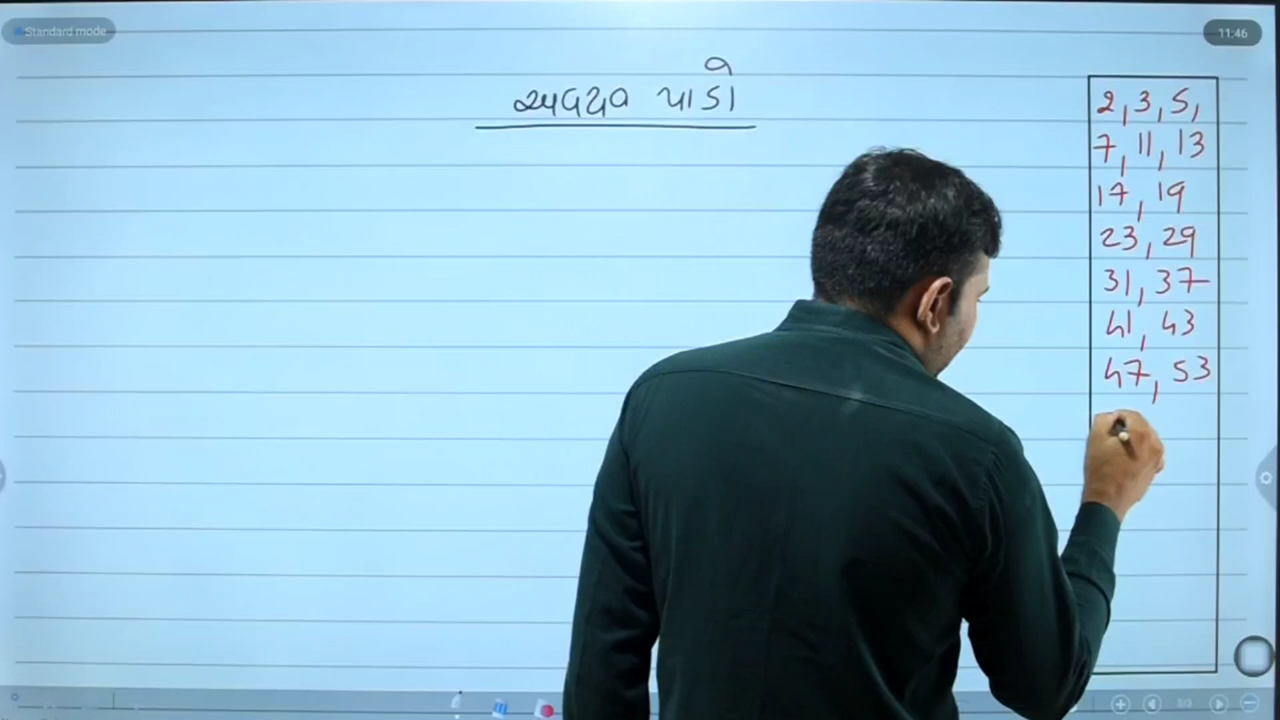 Standard mode
11:46
અવયવ પાડો
2, 3, 5,
7, 11, 13
17, 19
23, 29
31, 37
41, 43
47, 53